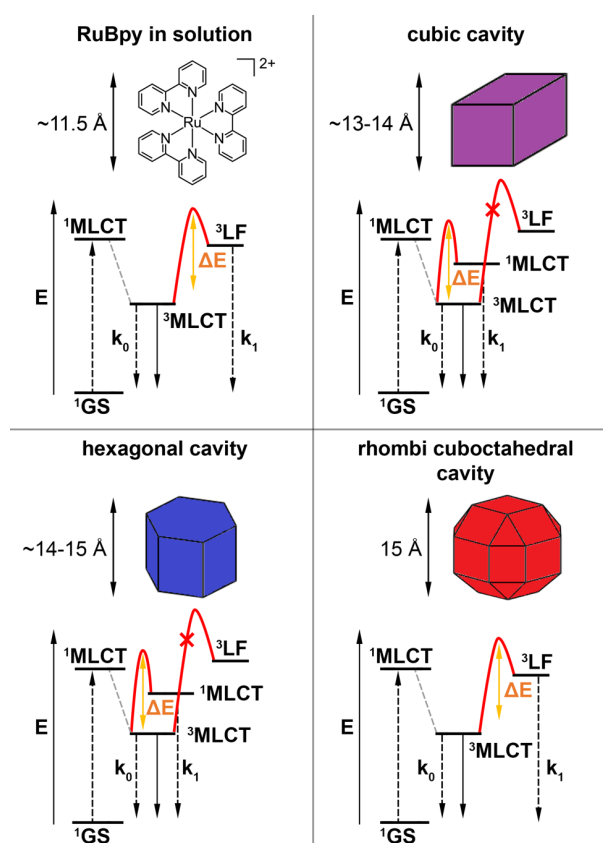 RuBpy in solution
~11.5 Å
N
N
N
Ru
N
N
N
2+
E
¹MLCT
³LF
ΔE
³MLCT
k₀
k₁
¹GS
cubic cavity
~13-14 Å
E
¹MLCT
³LF
ΔE
¹MLCT
³MLCT
k₀
k₁
¹GS
hexagonal cavity
~14-15 Å
E
¹MLCT
³LF
ΔE
¹MLCT
³MLCT
k₀
k₁
¹GS
rhombi cuboctahedral
cavity
15 Å
E
¹MLCT
³LF
ΔE
³MLCT
k₀
k₁
¹GS